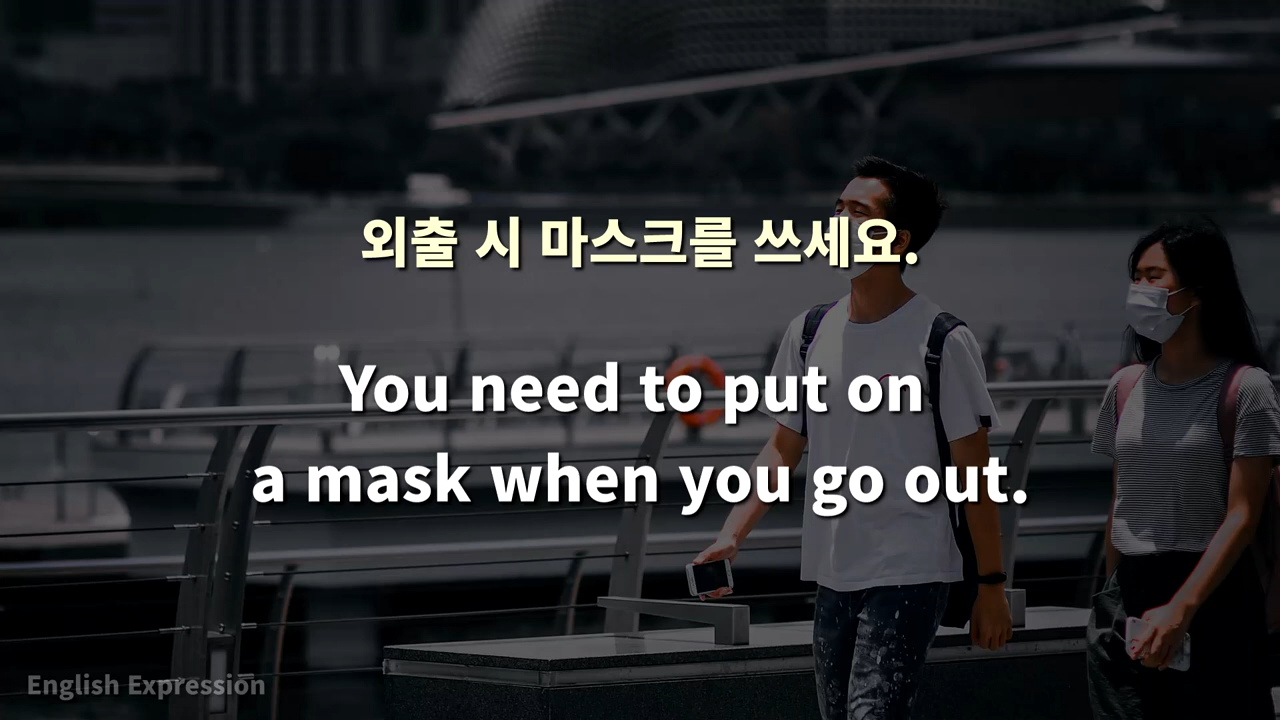 외출 시 마스크를 쓰세요.
You need to put on
a mask when you go out.
English Expression